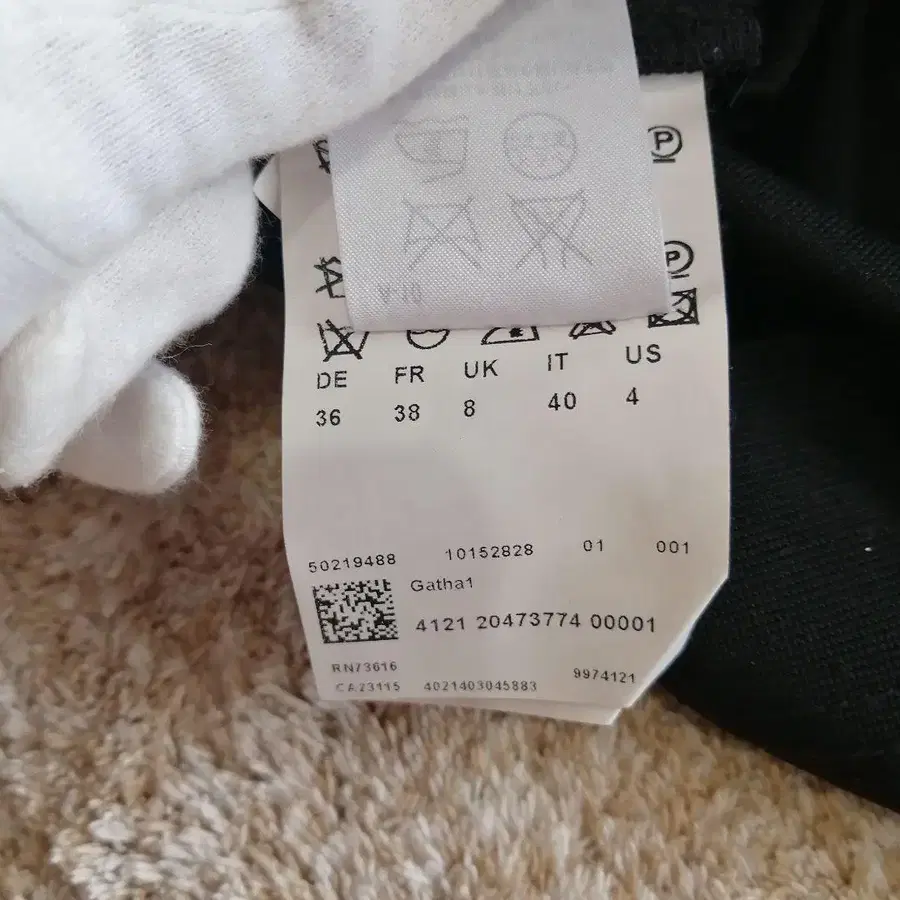 P
P
DE FR UK IT US
36 38 8 40 4
50219488 10152828 01 001
Gatha1
4121 20473774 00001
RN73616
CA23115 4021403045883 9974121